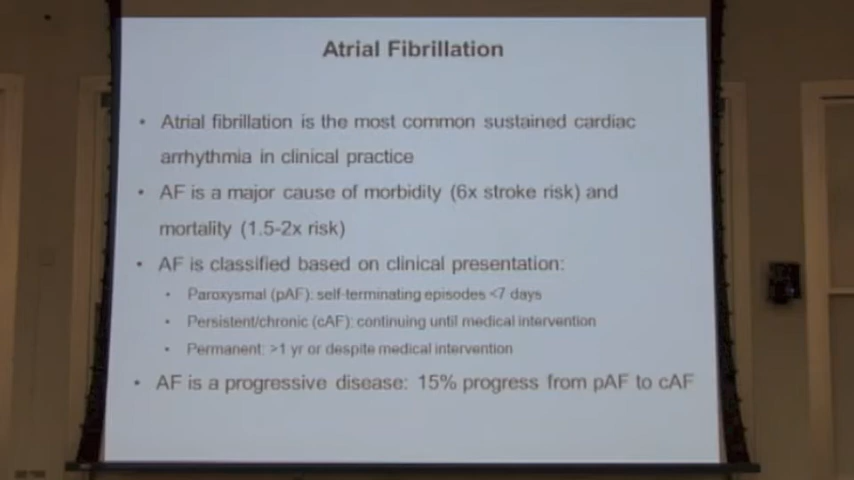 Atrial Fibrillation
• Atrial fibrillation is the most common sustained cardiac
arrhythmia in clinical practice
• AF is a major cause of morbidity (6x stroke risk) and
mortality (1.5-2x risk)
• AF is classified based on clinical presentation:
• Paroxysmal (pAF): self-terminating episodes <7 days
• Persistent/chronic (cAF): continuing until medical intervention
• Permanent: >1 yr or despite medical intervention
• AF is a progressive disease: 15% progress from pAF to cAF